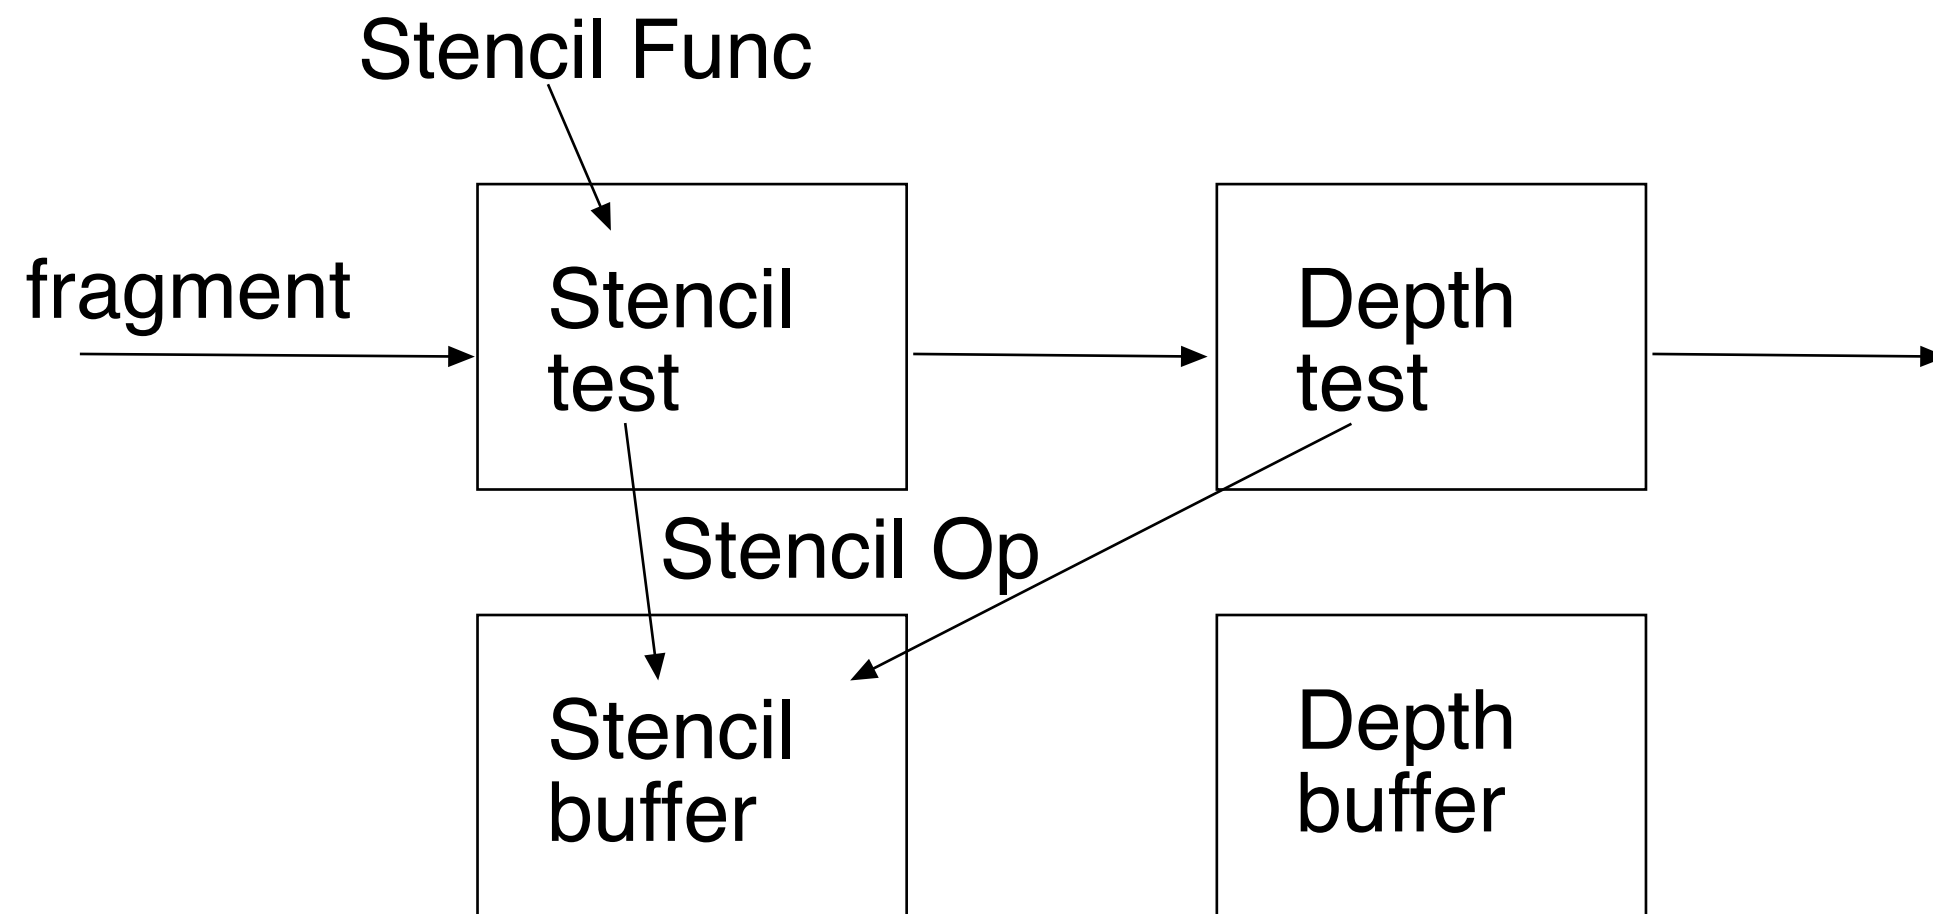 Stencil Func
fragment
Stencil
test
Depth
test
Stencil Op
Stencil
buffer
Depth
buffer